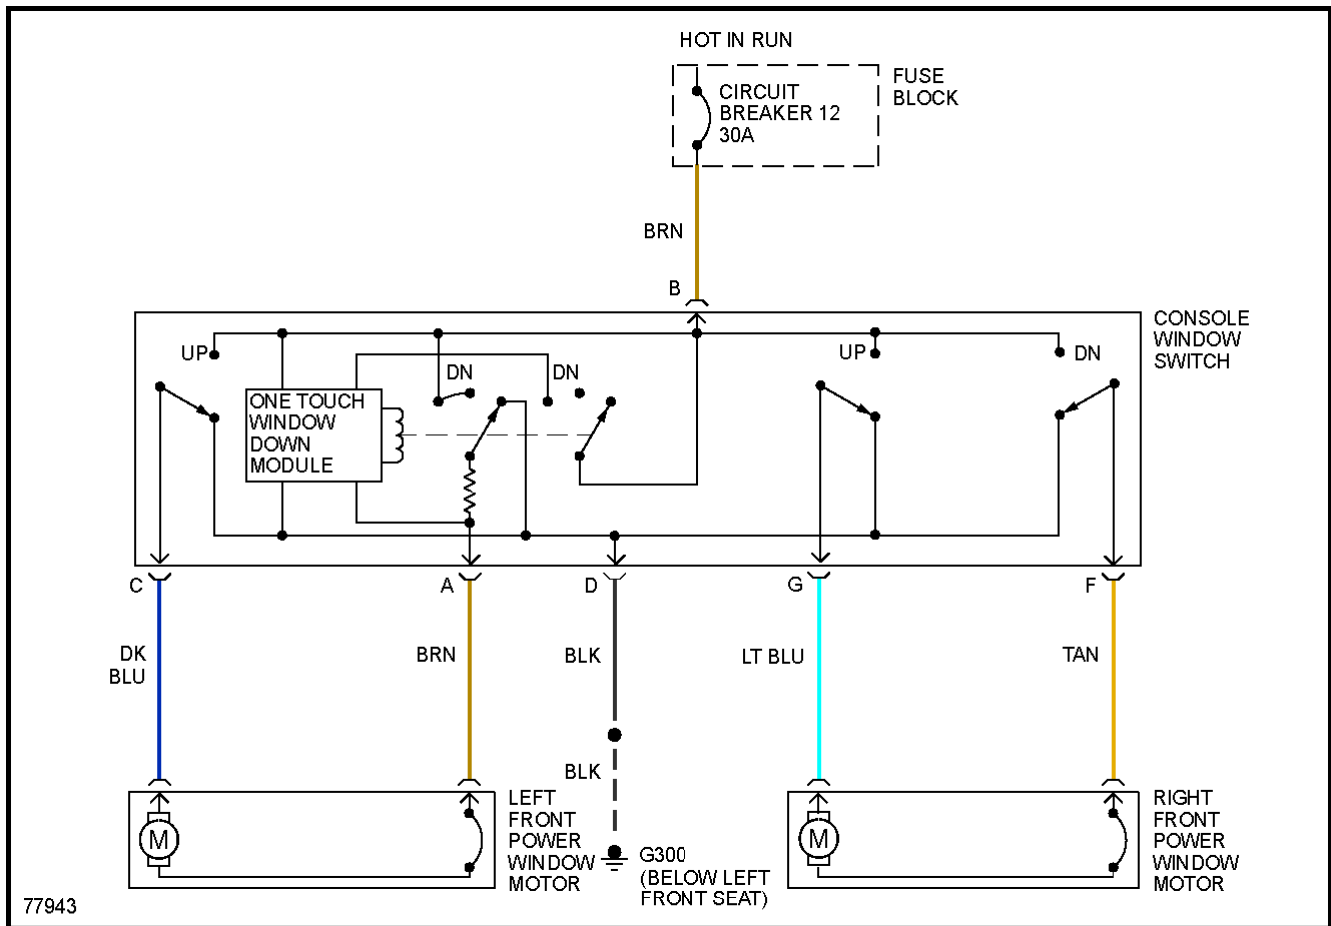 HOT IN RUN
CIRCUIT
BREAKER 12
30A
FUSE
BLOCK
BRN
B
CONSOLE
WINDOW
SWITCH
UP
DN
DN
UP
DN
ONE TOUCH
WINDOW
DOWN
MODULE
C
A
D
G
F
DK
BLU
BRN
BLK
LT BLU
TAN
BLK
M
LEFT
FRONT
POWER
WINDOW
MOTOR
G300
(BELOW LEFT
FRONT SEAT)
M
RIGHT
FRONT
POWER
WINDOW
MOTOR
77943